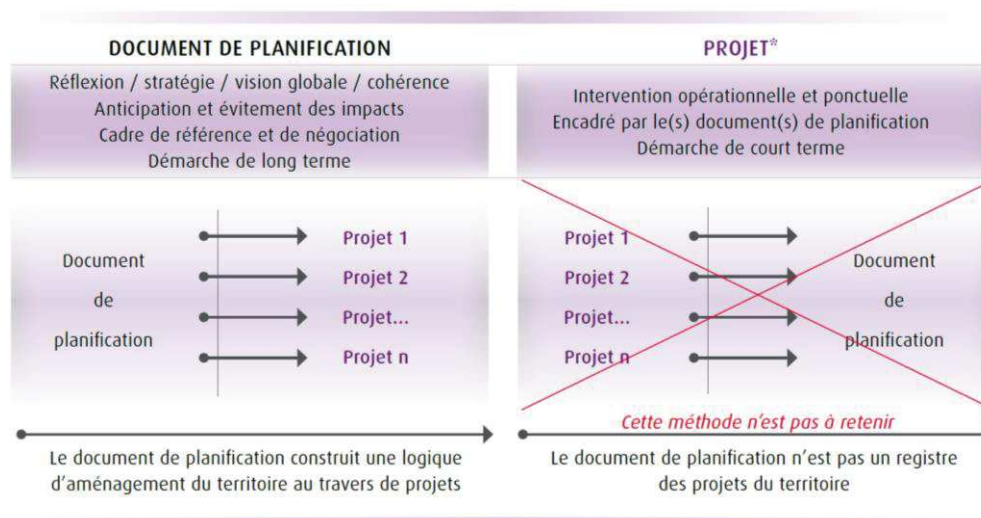 DOCUMENT DE PLANIFICATION
Réflexion / stratégie / vision globale / cohérence
Anticipation et évitement des impacts
Cadre de référence et de négociation
Démarche de long terme
Document
de
planification
Projet 1
Projet 2
Projet...
Projet n
Le document de planification construit une logique
d'aménagement du territoire au travers de projets
PROJET*
Intervention opérationnelle et ponctuelle
Encadré par le(s) document(s) de planification
Démarche de court terme
Projet 1
Projet 2
Projet...
Projet n
Document
de
planification
Cette méthode n'est pas à retenir
Le document de planification n'est pas un registre
des projets du territoire